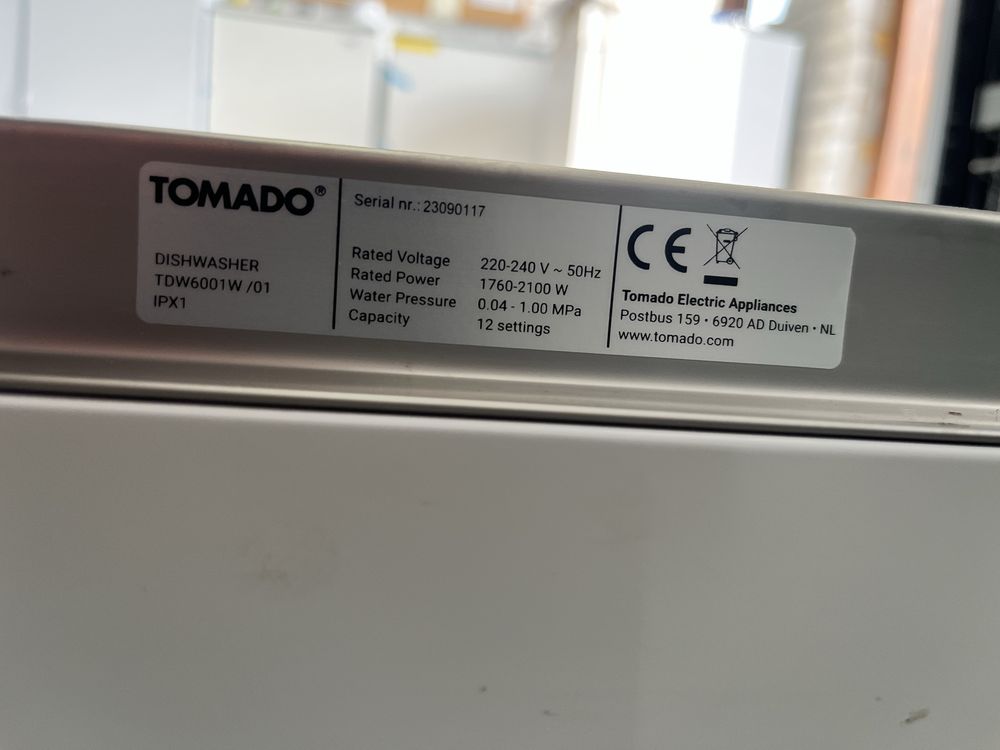 TOMADO®
DISHWASHER
TDW6001W /01
IPX1
Serial nr.: 23090117
Rated Voltage 220-240 V ~ 50Hz
Rated Power 1760-2100 W
Water Pressure 0.04 - 1.00 MPa
Capacity 12 settings
CE
Tomado Electric Appliances
Postbus 159 • 6920 AD Duiven • NL
www.tomado.com